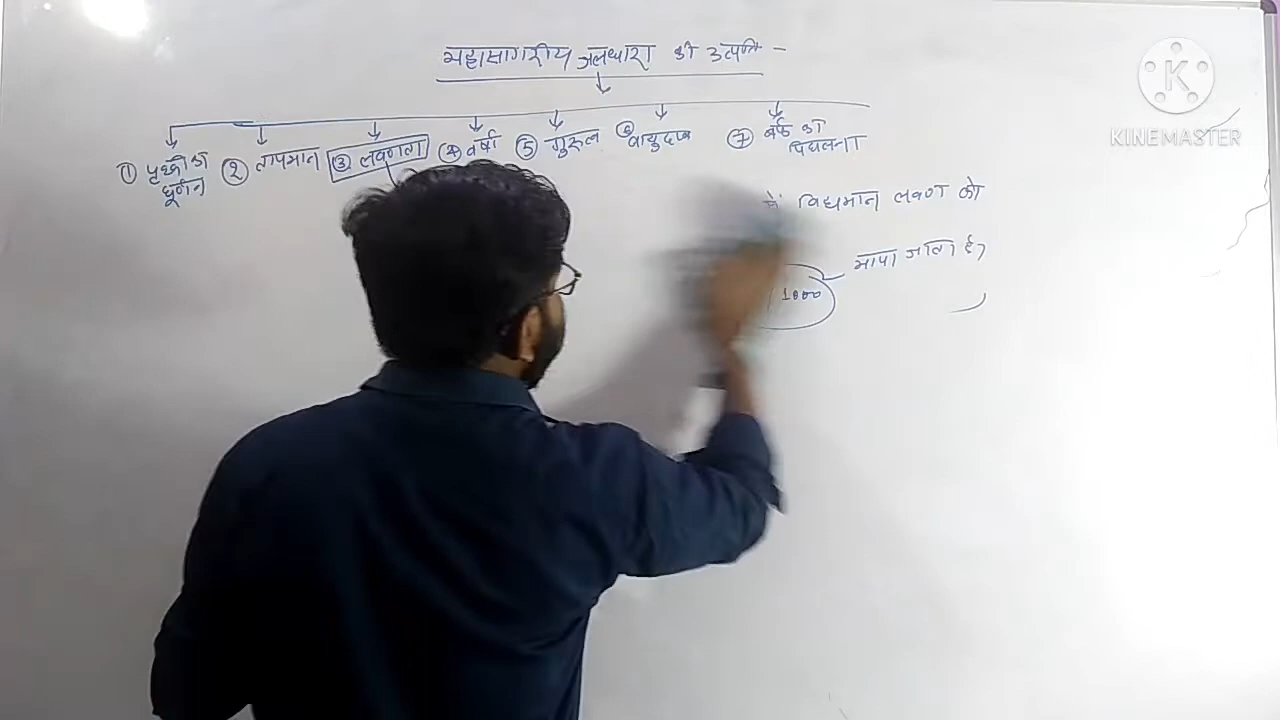 महासागरीय जलधारा की उत्पत्ति -
① पृथ्वी का
घूर्णन
② तापमान
③ लवणता
④ वर्षा
⑤ गुरुत्व
⑥ वायुदाब
⑦ बर्फ का
पिघलना
में विद्यमान लवण को
1000 मापा जाता है,
KINEMASTER